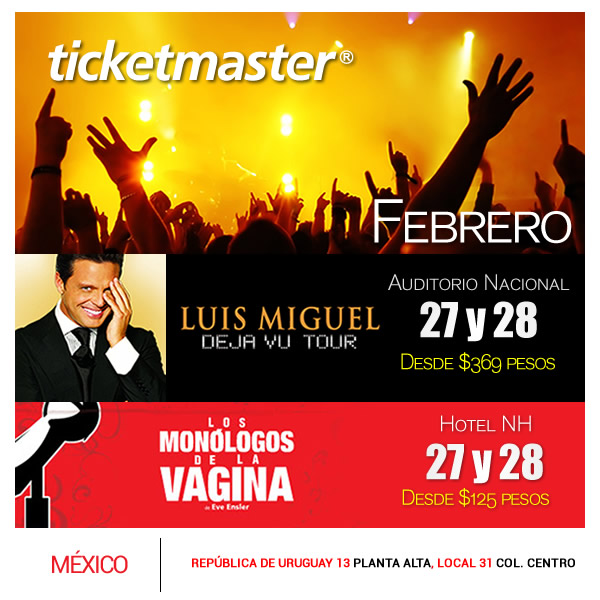 ticketmaster®
FEBRERO
AUDITORIO NACIONAL
LUIS MIGUEL
DEJA VU TOUR
27 y 28
DESDE $369 PESOS
LOS
MONÓLOGOS
DE LA
VAGINA
de Eve Ensler
HOTEL NH
27 y 28
DESDE $125 PESOS
MÉXICO
REPÚBLICA DE URUGUAY 13 PLANTA ALTA, LOCAL 31 COL. CENTRO